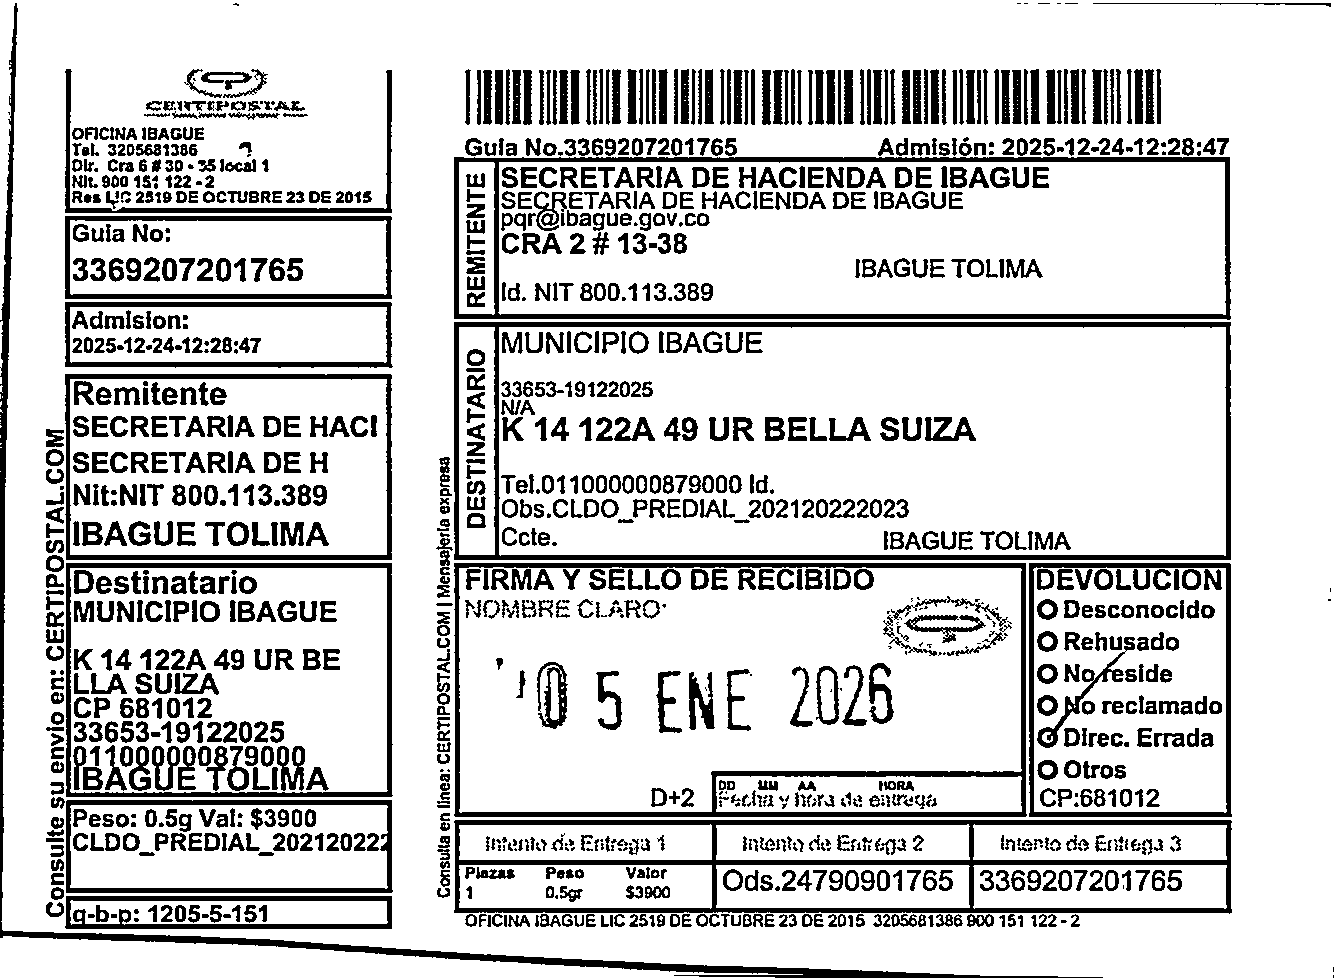 CERTIPOSTAL
OFICINA IBAGUE
Tel. 3205681386
Dir. Cra 6 # 30 - 35 local 1
Nit. 900 151 122 - 2
Res LIC 2519 DE OCTUBRE 23 DE 2015
Guia No:
3369207201765
Admision:
2025-12-24-12:28:47
Remitente
SECRETARIA DE HACI
SECRETARIA DE H
Nit:NIT 800.113.389
IBAGUE TOLIMA
Destinatario
MUNICIPIO IBAGUE
K 14 122A 49 UR BE
LLA SUIZA
CP 681012
33653-19122025
011000000879000
IBAGUE TOLIMA
Peso: 0.5g Val: $3900
CLDO_PREDIAL_202120222
q-b-p: 1205-5-151
Consulte su envio en: CERTIPOSTAL.COM
Guia No.3369207201765 Admisión: 2025-12-24-12:28:47
REMITENTE
SECRETARIA DE HACIENDA DE IBAGUE
SECRETARIA DE HACIENDA DE IBAGUE
pqr@ibague.gov.co
CRA 2 # 13-38
IBAGUE TOLIMA
Id. NIT 800.113.389
DESTINATARIO
MUNICIPIO IBAGUE
33653-19122025
N/A
K 14 122A 49 UR BELLA SUIZA
Tel.011000000879000 Id.
Obs.CLDO_PREDIAL_202120222023
Ccte. IBAGUE TOLIMA
FIRMA Y SELLO DE RECIBIDO
NOMBRE CLARO:
05 ENE 2026
D+2
DD MM AA HORA
Fecha y hora de entrega
DEVOLUCION
Desconocido
Rehusado
No reside
No reclamado
Direc. Errada
Otros
CP:681012
Intento de Entrega 1 Intento de Entrega 2 Intento de Entrega 3
Plazas Peso Valor
1 0.5gr $3900
Ods.24790901765 3369207201765
OFICINA IBAGUE LIC 2519 DE OCTUBRE 23 DE 2015 3205681386 900 151 122 - 2
Consulta en línea: CERTIPOSTAL.COM | Mensajería expresa